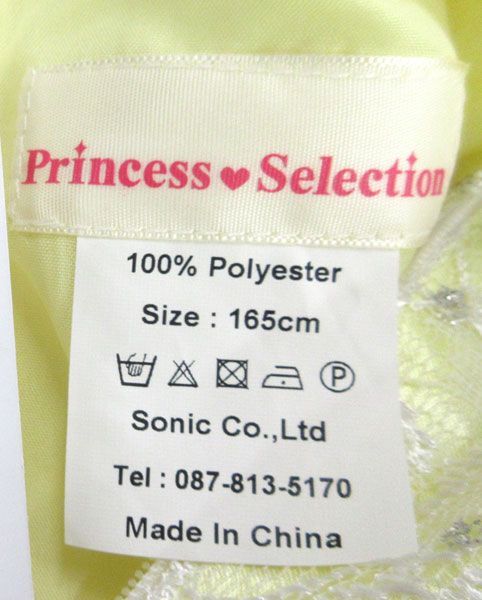 Princess ♥ Selection
100% Polyester
Size : 165cm
P
Sonic Co.,Ltd
Tel : 087-813-5170
Made In China